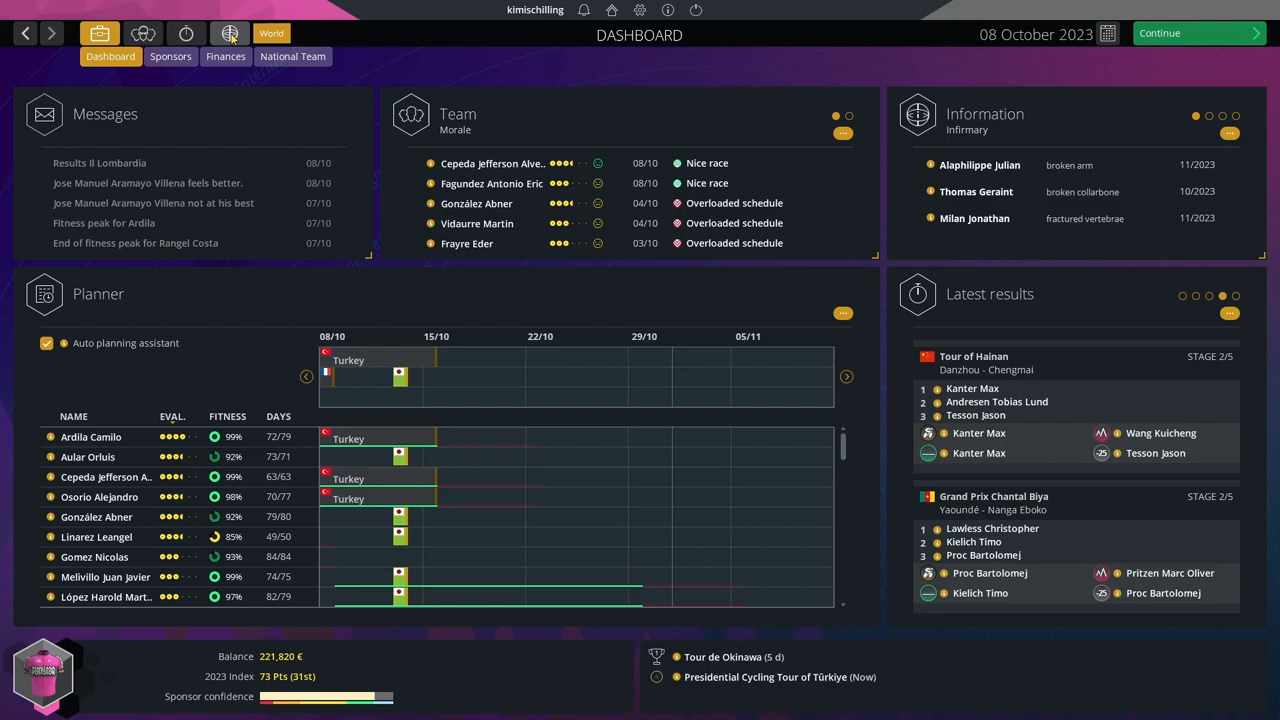 kimischilling
World
DASHBOARD
08 October 2023
Continue
Dashboard
Sponsors
Finances
National Team
Messages
Results Il Lombardia 08/10
Jose Manuel Aramayo Villena feels better. 08/10
Jose Manuel Aramayo Villena not at his best 07/10
Fitness peak for Ardila 07/10
End of fitness peak for Rangel Costa 07/10
Team
Morale
Cepeda Jefferson Alve.. 08/10 Nice race
Fagundez Antonio Eric 08/10 Nice race
González Abner 04/10 Overloaded schedule
Vidaurre Martin 04/10 Overloaded schedule
Frayre Eder 03/10 Overloaded schedule
Information
Infirmary
Alaphilippe Julian broken arm 11/2023
Thomas Geraint broken collarbone 10/2023
Milan Jonathan fractured vertebrae 11/2023
Planner
Auto planning assistant
08/10 15/10 22/10 29/10 05/11
Turkey
NAME EVAL. FITNESS DAYS
Ardila Camilo 99% 72/79 Turkey
Aular Orluis 92% 73/71
Cepeda Jefferson A.. 99% 63/63 Turkey
Osorio Alejandro 98% 70/77 Turkey
González Abner 92% 79/80
Linarez Leangel 85% 49/50
Gomez Nicolas 93% 84/84
Melivillo Juan Javier 99% 74/75
López Harold Mart.. 97% 82/79
Latest results
Tour of Hainan STAGE 2/5
Danzhou - Chengmai
1 Kanter Max
2 Andresen Tobias Lund
3 Tesson Jason
Kanter Max Wang Kuicheng
Kanter Max -25 Tesson Jason
Grand Prix Chantal Biya STAGE 2/5
Yaoundé - Nanga Eboko
1 Lawless Christopher
2 Kielich Timo
3 Proc Bartolomej
Proc Bartolomej Pritzen Marc Oliver
Kielich Timo -25 Proc Bartolomej
Balance 221,820 €
2023 Index 73 Pts (31st)
Sponsor confidence
Tour de Okinawa (5 d)
Presidential Cycling Tour of Türkiye (Now)